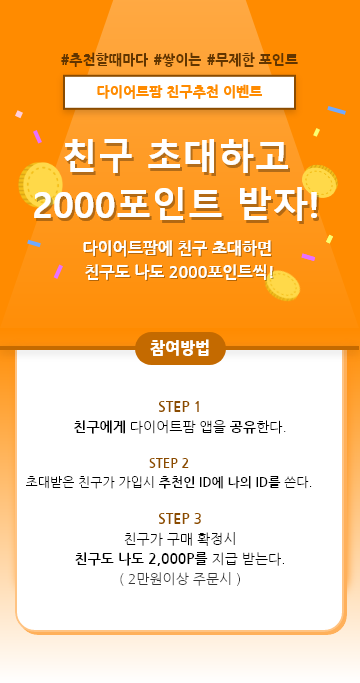 #추천할때마다 #쌓이는 #무제한 포인트
다이어트팜 친구추천 이벤트
친구 초대하고
2000포인트 받자!
다이어트팜에 친구 초대하면
친구도 나도 2000포인트씩!
참여방법
STEP 1
친구에게 다이어트팜 앱을 공유한다.
STEP 2
초대받은 친구가 가입시 추천인 ID에 나의 ID를 쓴다.
STEP 3
친구가 구매 확정시
친구도 나도 2,000P를 지급 받는다.
( 2만원이상 주문시 )